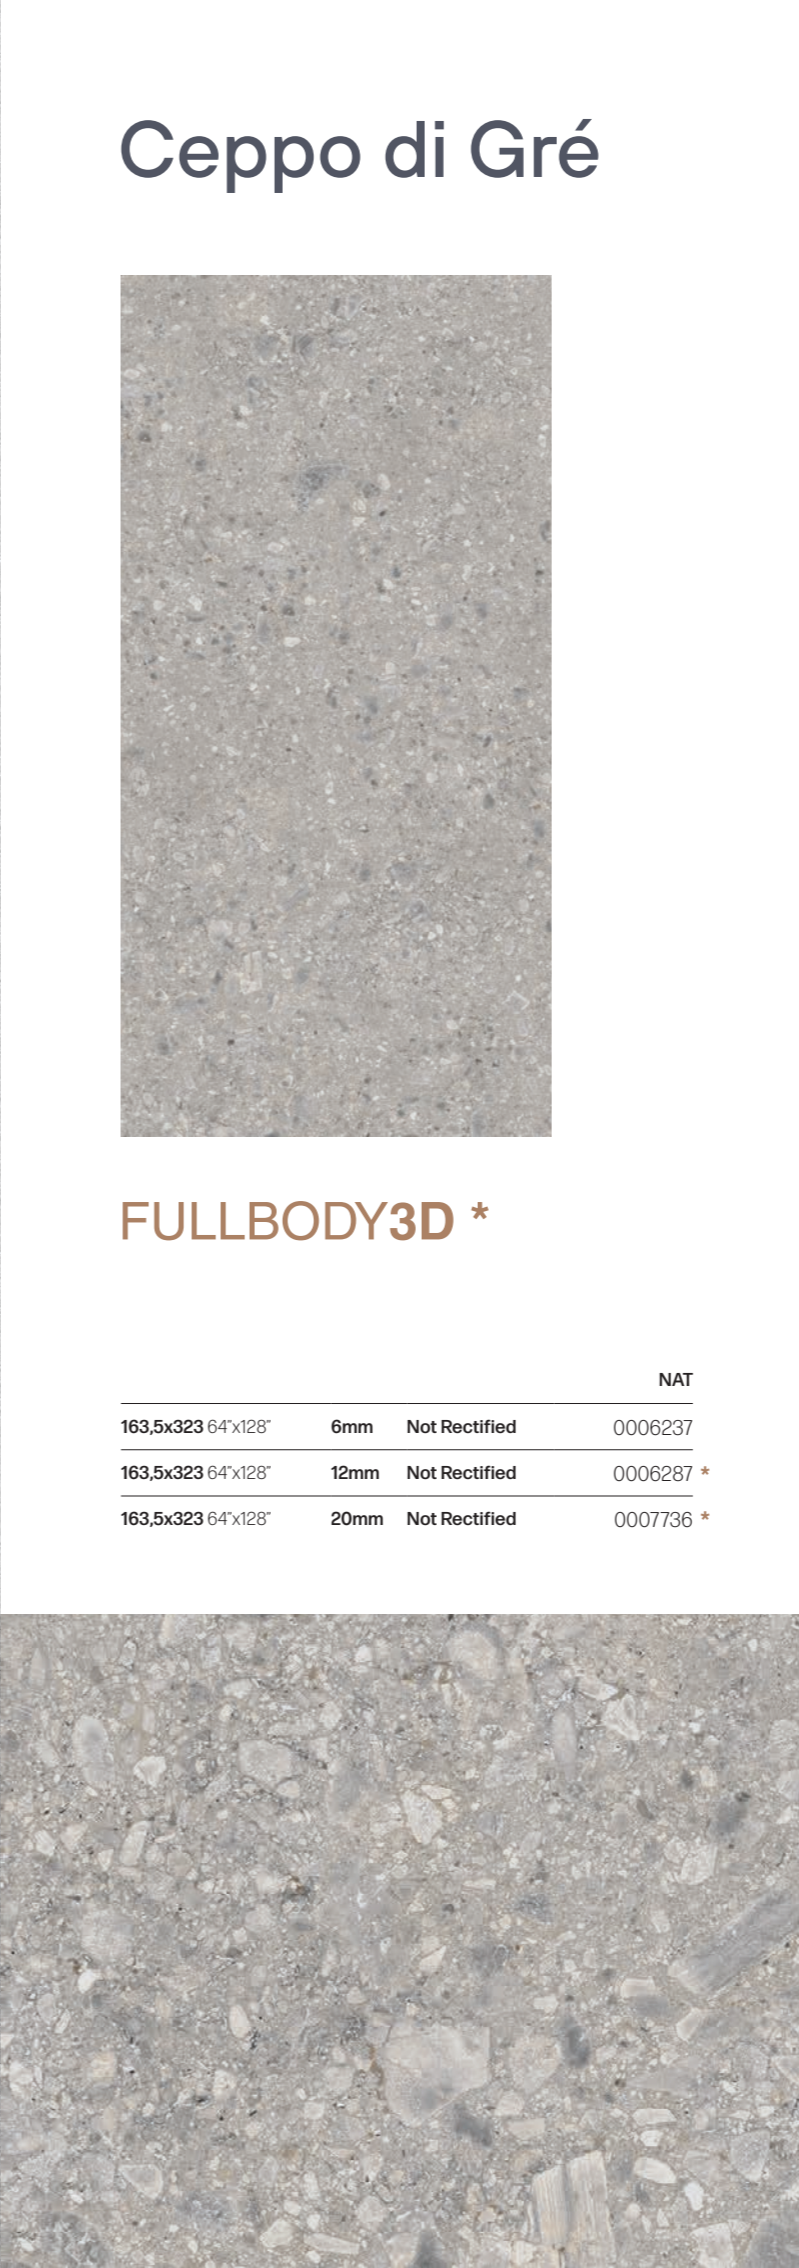 Ceppo di Gré
FULLBODY3D *
NAT
163,5x323 64"x128" 6mm Not Rectified 0006237
163,5x323 64"x128" 12mm Not Rectified 0006287 *
163,5x323 64"x128" 20mm Not Rectified 0007736 *